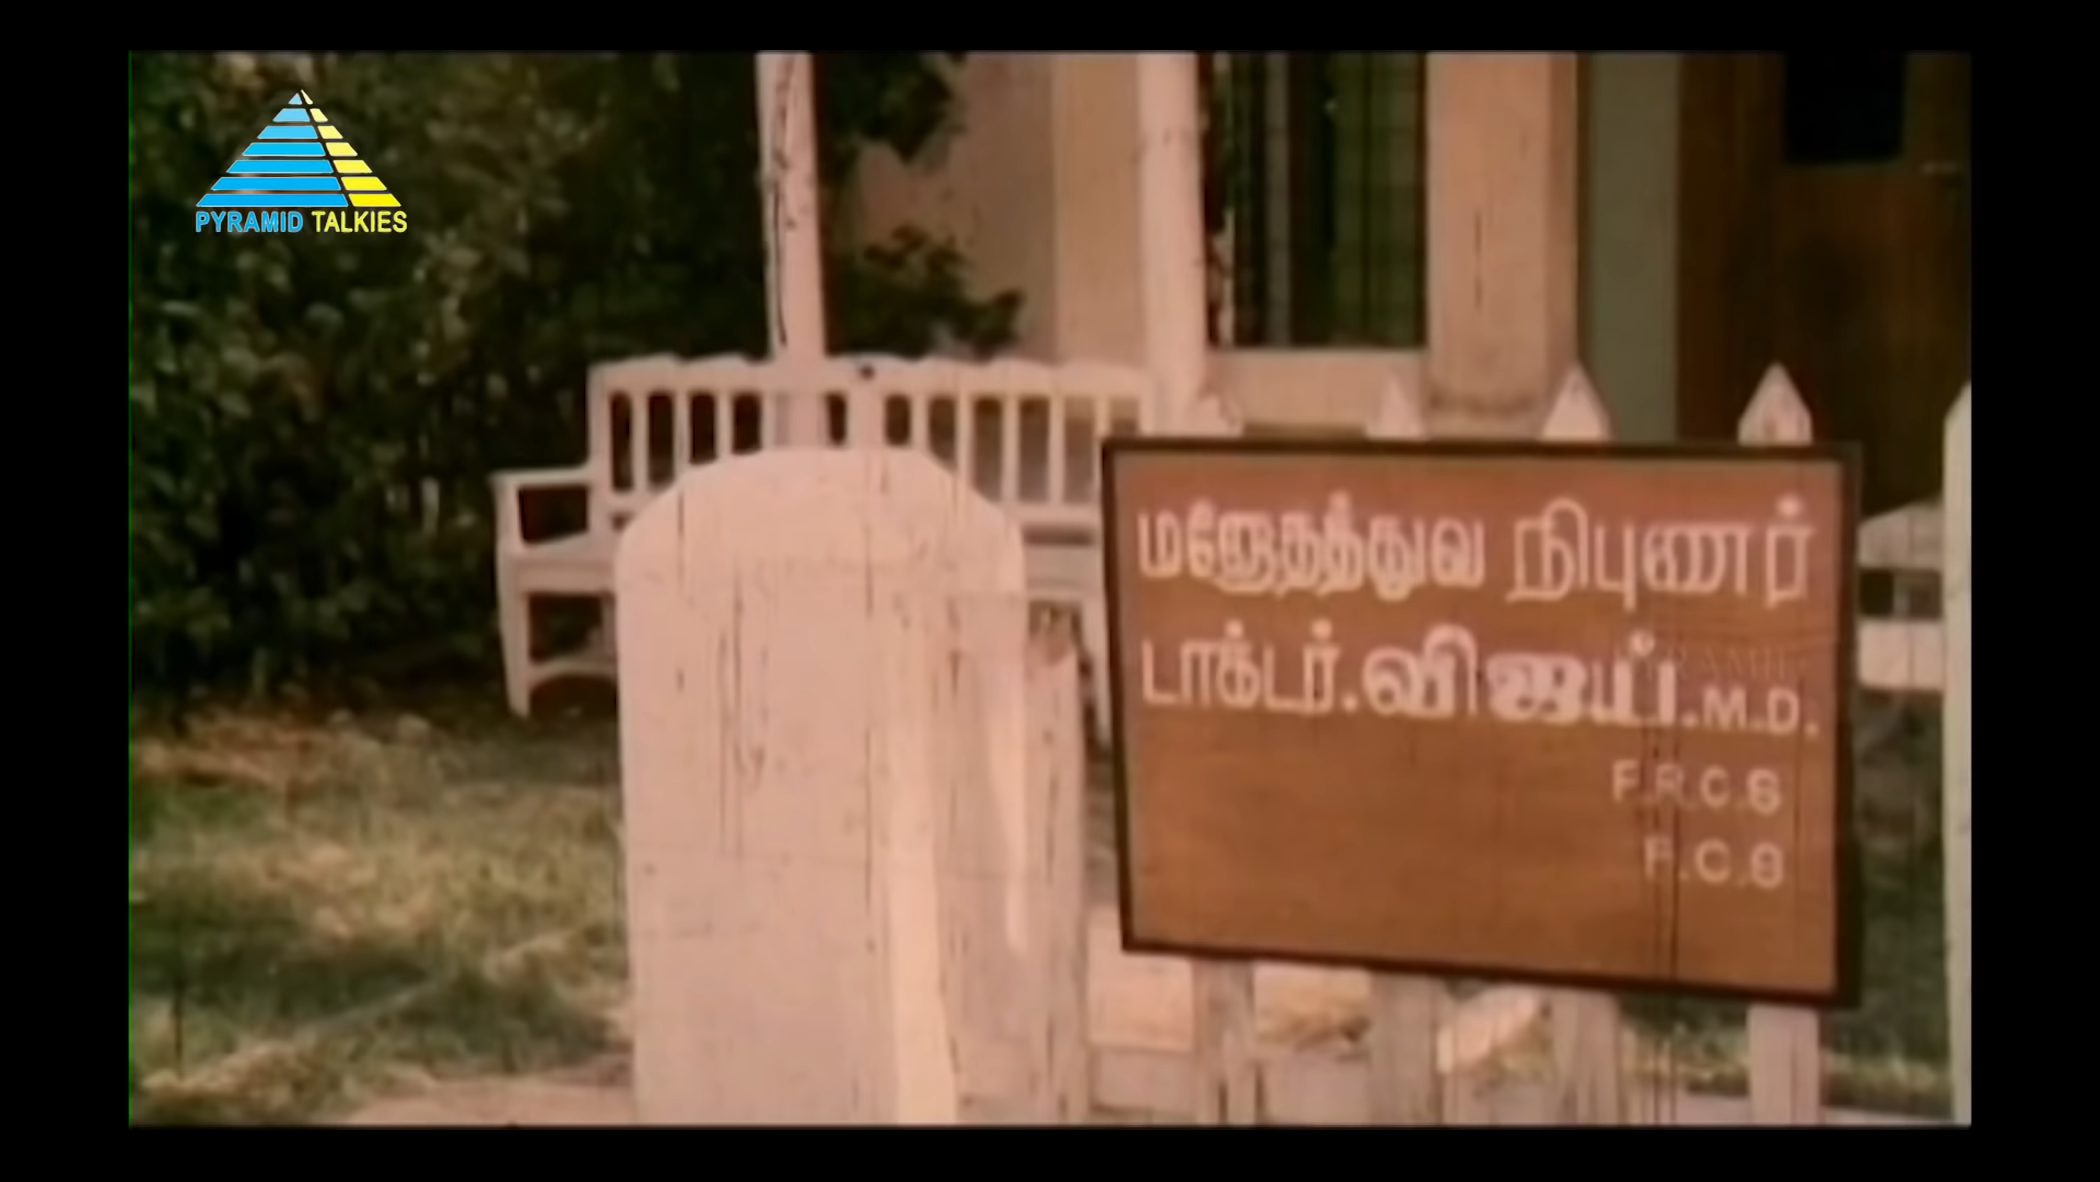 PYRAMID TALKIES
மனோதத்துவ நிபுணர்
டாக்டர்.விஜய்.M.D.
F.R.C.S
F.C.S